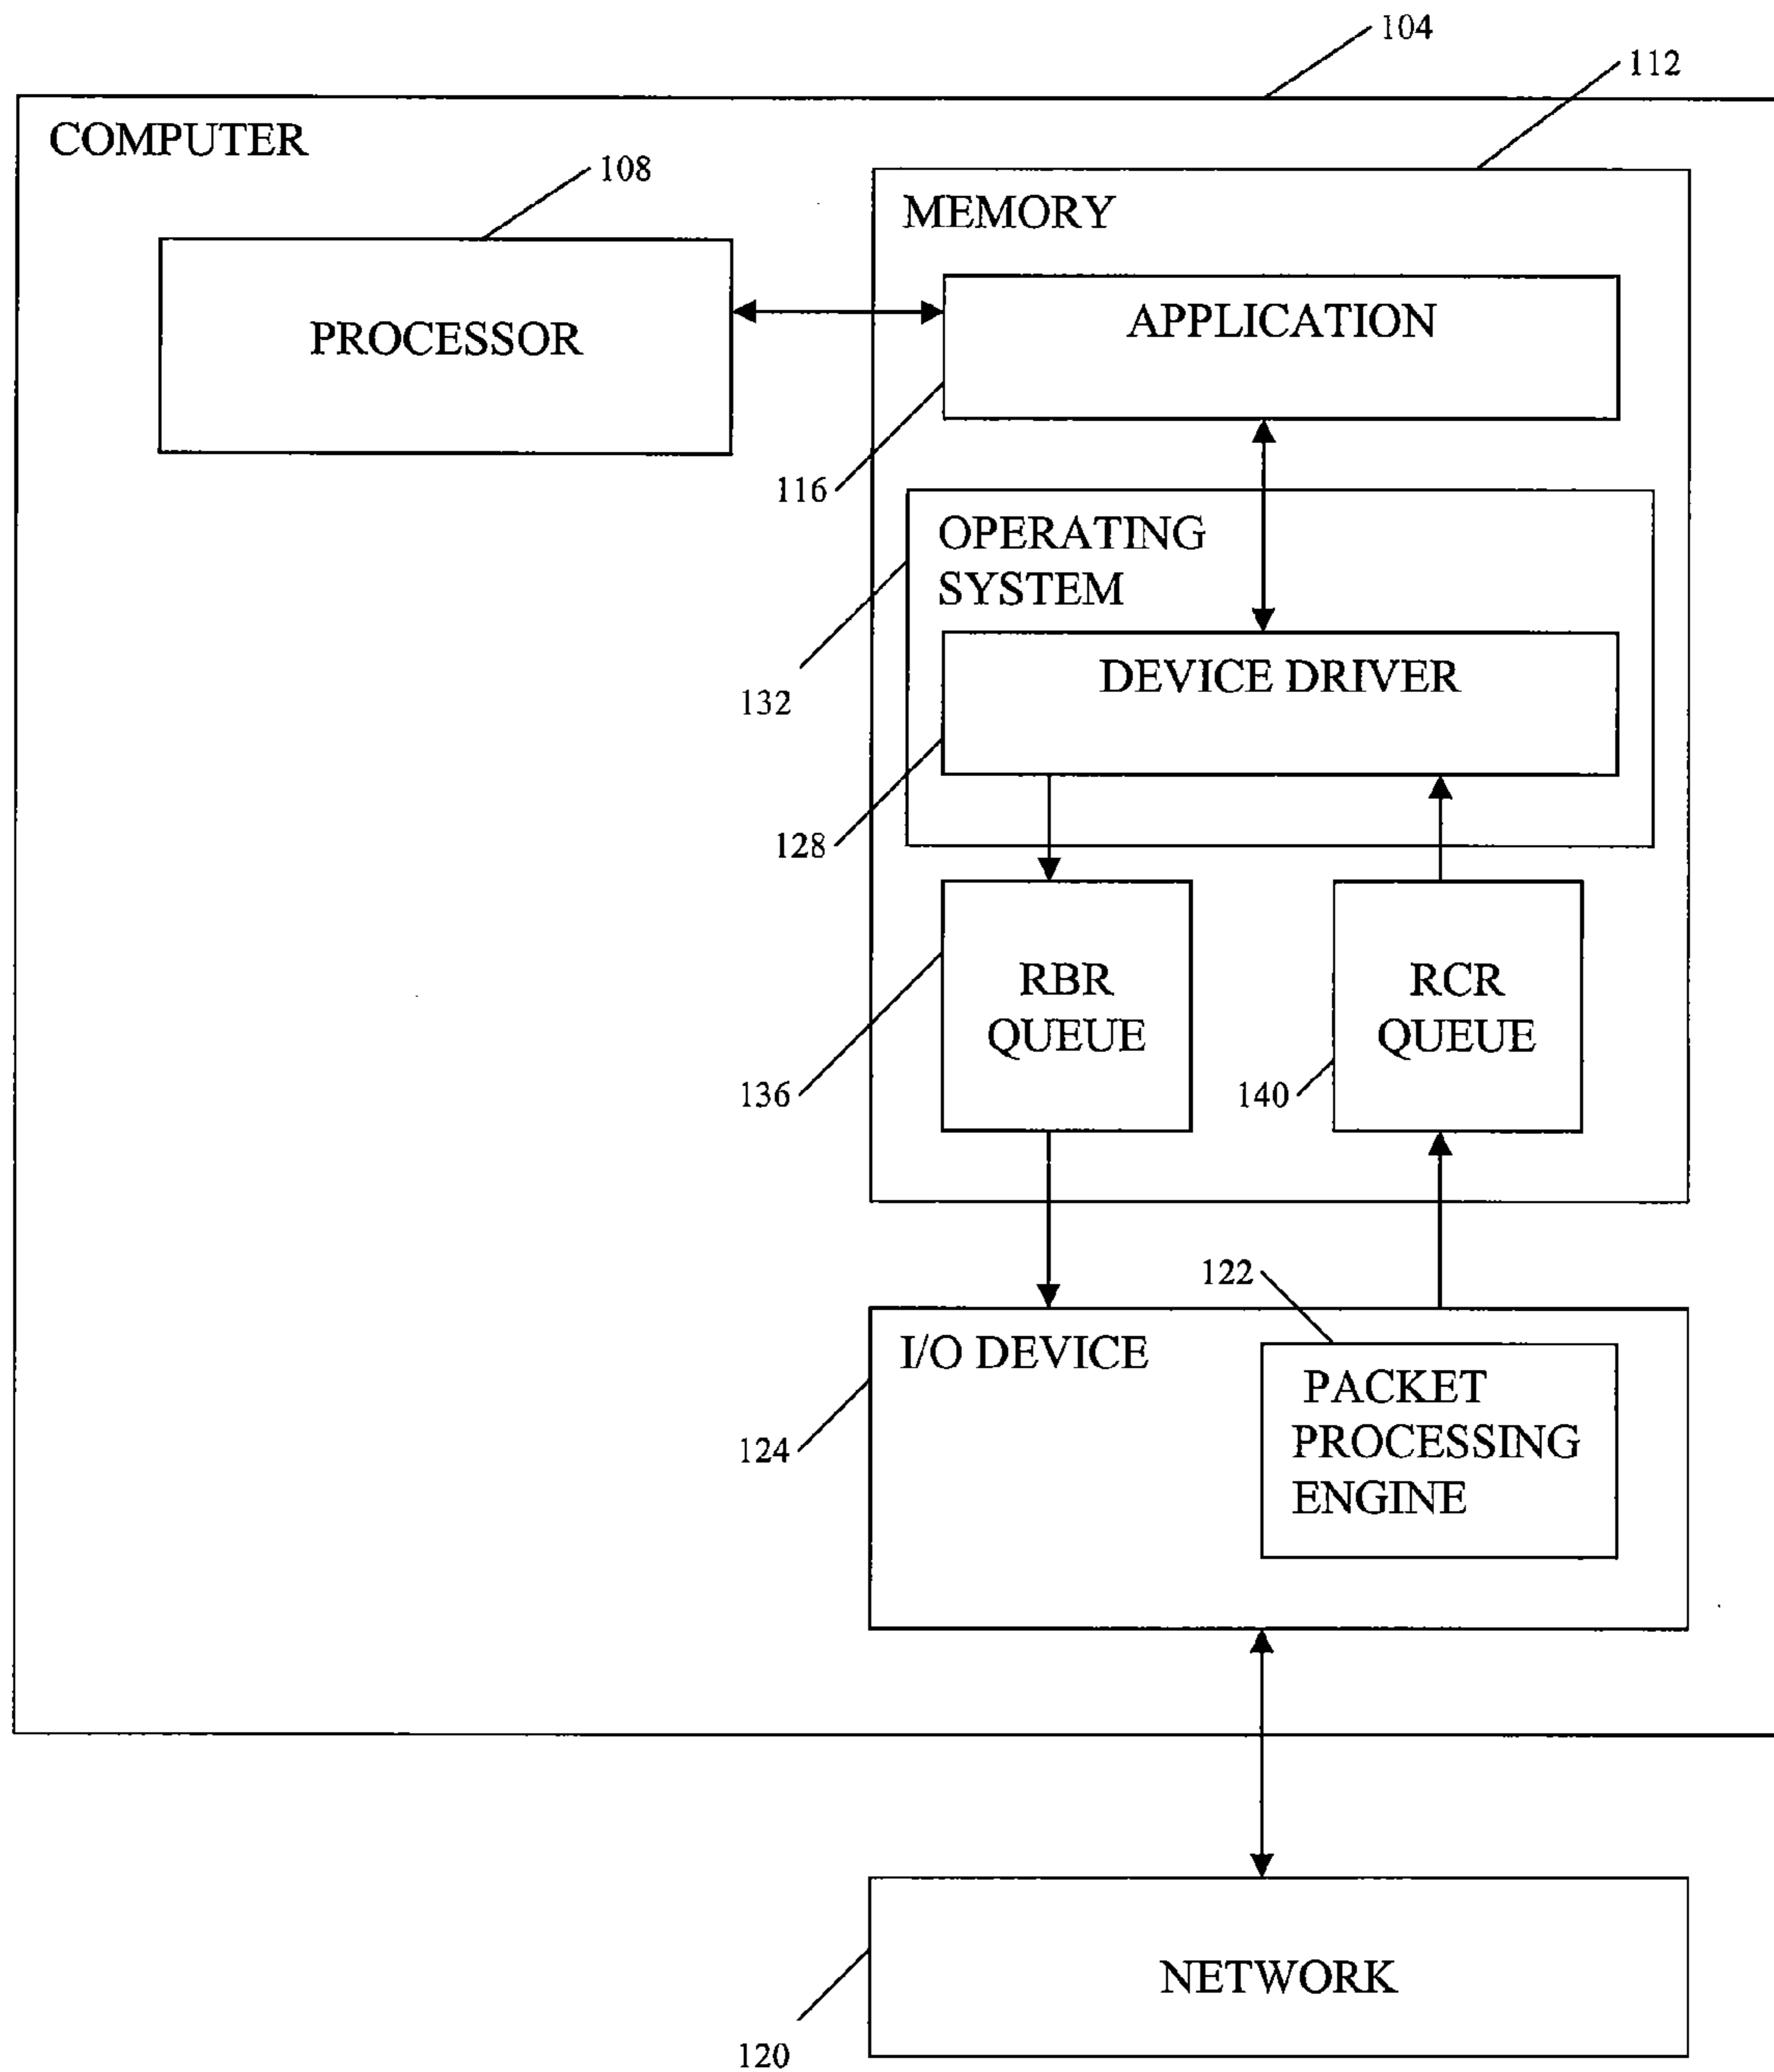 104
112
COMPUTER
108
MEMORY
PROCESSOR
APPLICATION
116
OPERATING
SYSTEM
DEVICE DRIVER
132
128
RBR
QUEUE
RCR
QUEUE
136
140
122
I/O DEVICE
PACKET
PROCESSING
ENGINE
124
NETWORK
120